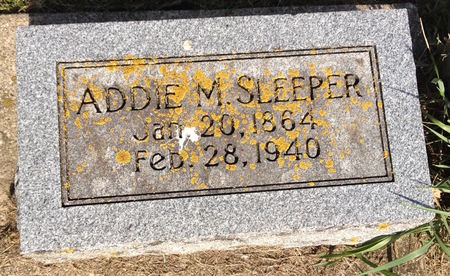 ADDIE M. SLEEPER
Jan. 20, 1864
Feb. 28, 1940